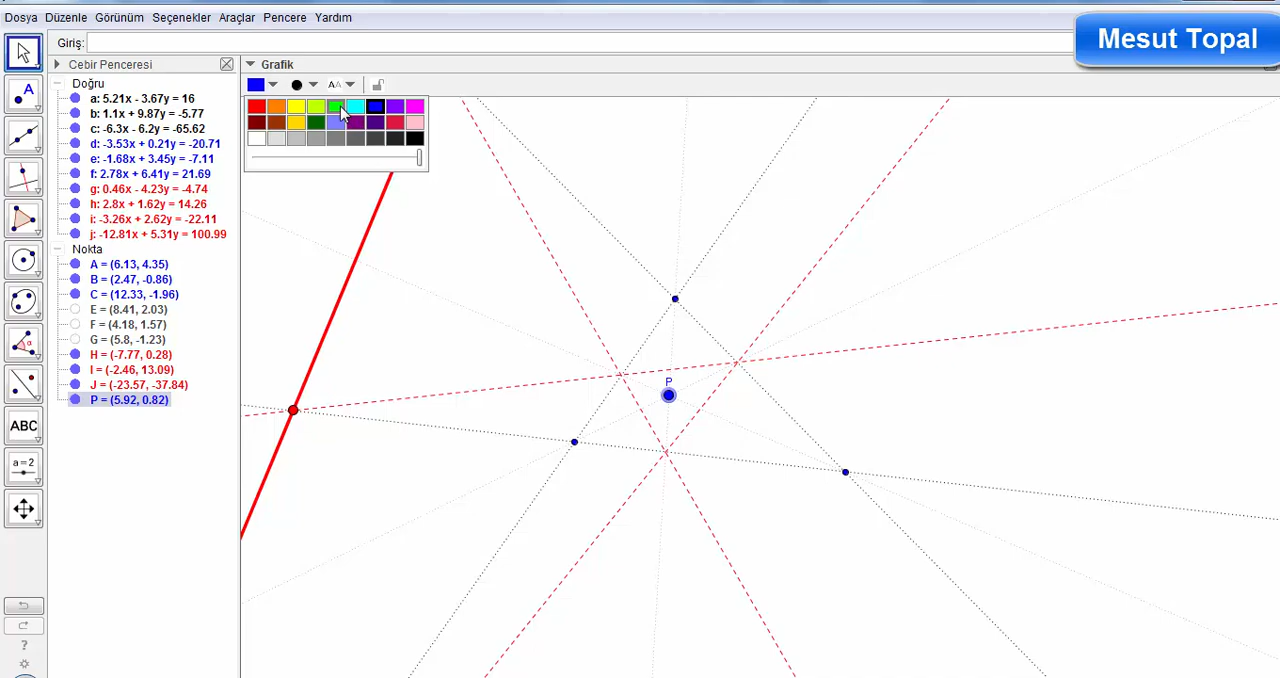 Dosya Düzenle Görünüm Seçenekler Araçlar Pencere Yardım
Mesut Topal
Giriş:
Cebir Penceresi
Grafik
Doğru
a: 5.21x - 3.67y = 16
b: 1.1x + 9.87y = -5.77
c: -6.3x - 6.2y = -65.62
d: -3.53x + 0.21y = -20.71
e: -1.68x + 3.45y = -7.11
f: 2.78x + 6.41y = 21.69
g: 0.46x - 4.23y = -4.74
h: 2.8x + 1.62y = 14.26
i: -3.26x + 2.62y = -22.11
j: -12.81x + 5.31y = 100.99
Nokta
A = (6.13, 4.35)
B = (2.47, -0.86)
C = (12.33, -1.96)
E = (8.41, 2.03)
F = (4.18, 1.57)
G = (5.8, -1.23)
H = (-7.77, 0.28)
I = (-2.46, 13.09)
J = (-23.57, -37.84)
P = (5.92, 0.82)
A
α
ABC
a=2
?
AA
P